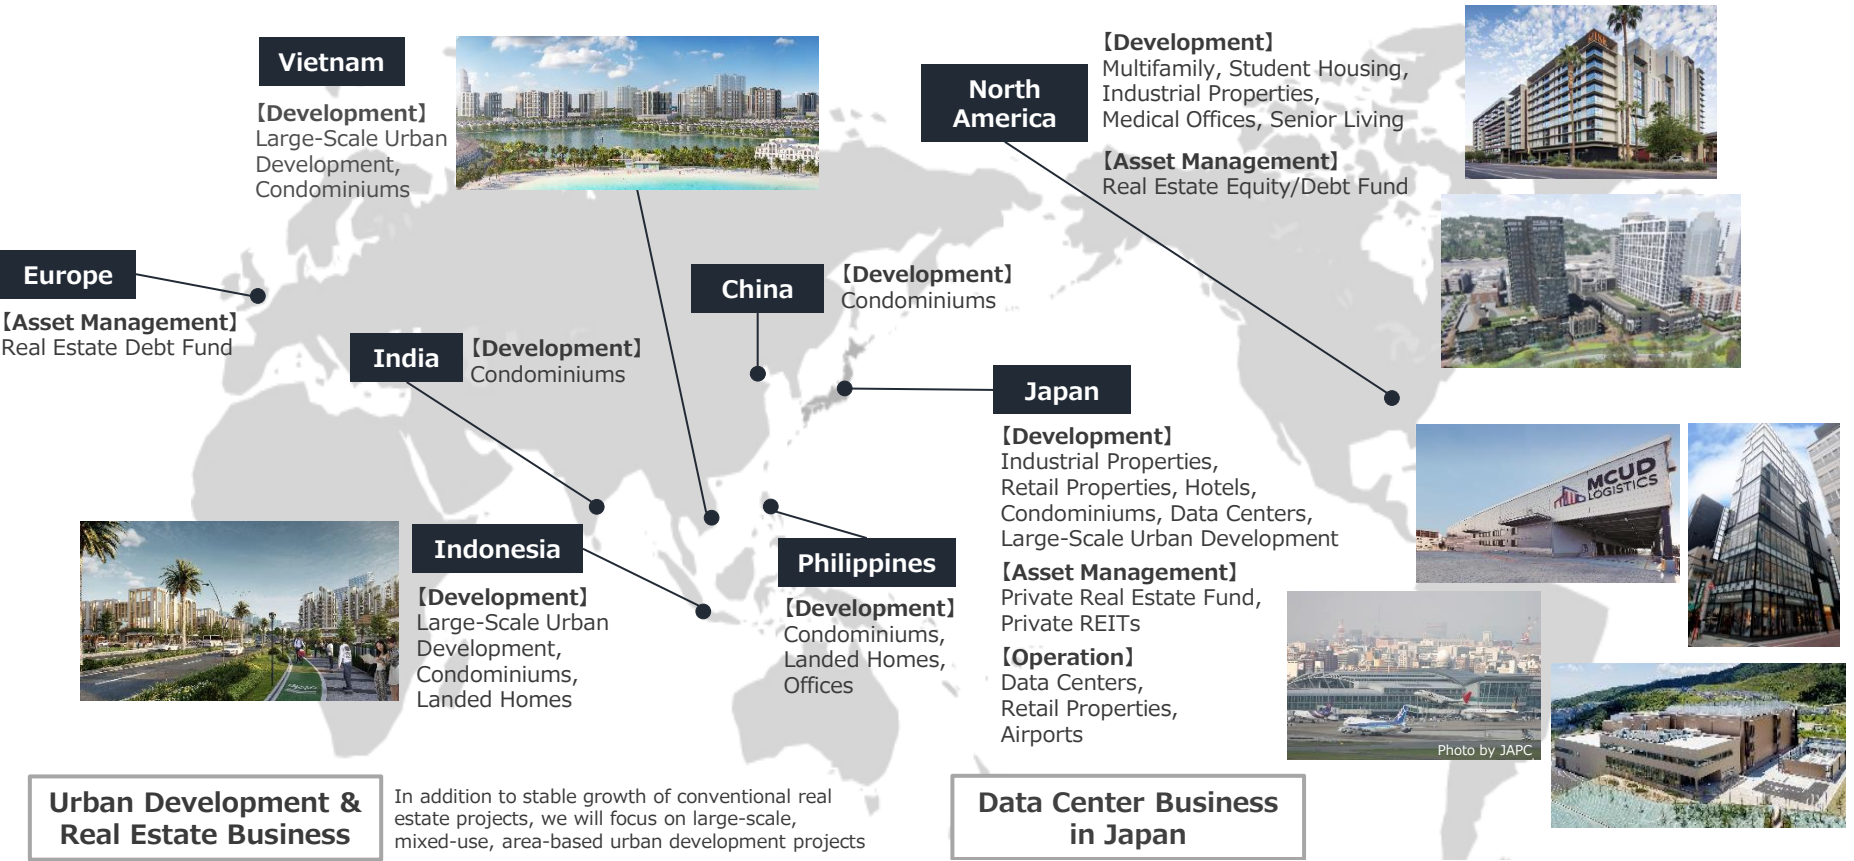 Vietnam
【Development】
Large-Scale Urban
Development,
Condominiums
North
America
【Development】
Multifamily, Student Housing,
Industrial Properties,
Medical Offices, Senior Living
【Asset Management】
Real Estate Equity/Debt Fund
Europe
【Asset Management】
Real Estate Debt Fund
China
【Development】
Condominiums
India
【Development】
Condominiums
Japan
【Development】
Industrial Properties,
Retail Properties, Hotels,
Condominiums, Data Centers,
Large-Scale Urban Development
【Asset Management】
Private Real Estate Fund,
Private REITs
【Operation】
Data Centers,
Retail Properties,
Airports
MCUD
LOGISTICS
Indonesia
【Development】
Large-Scale Urban
Development,
Condominiums,
Landed Homes
Philippines
【Development】
Condominiums,
Landed Homes,
Offices
Photo by JAPC
Urban Development &
Real Estate Business
In addition to stable growth of conventional real
estate projects, we will focus on large-scale,
mixed-use, area-based urban development projects
Data Center Business
in Japan